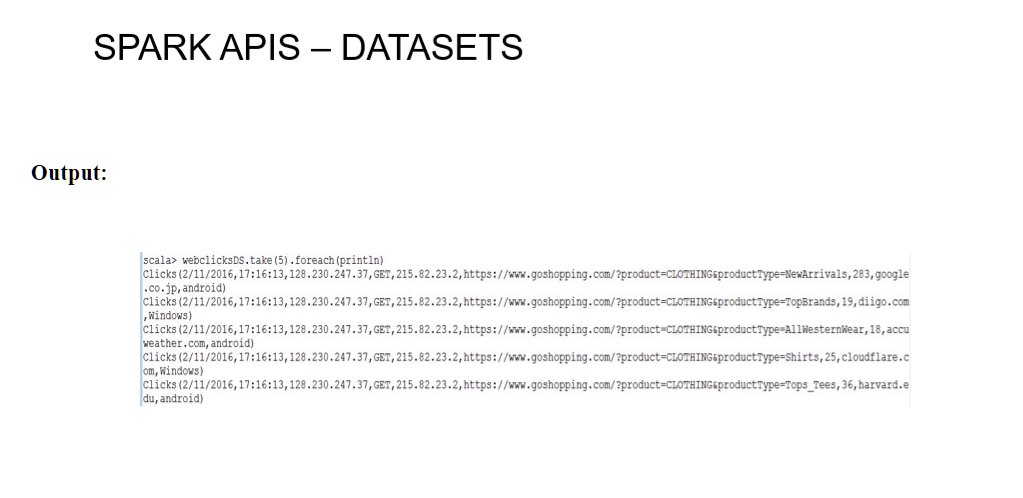 SPARK APIS – DATASETS
Output:
scala> webclicksDS.take(5).foreach(println)
Clicks(2/11/2016,17:16:13,128.230.247.37,GET,215.82.23.2,https://www.goshopping.com/?product=CLOTHING&productType=NewArrivals,283,google
.co.jp,android)
Clicks(2/11/2016,17:16:13,128.230.247.37,GET,215.82.23.2,https://www.goshopping.com/?product=CLOTHING&productType=TopBrands,19,diigo.com
,Windows)
Clicks(2/11/2016,17:16:13,128.230.247.37,GET,215.82.23.2,https://www.goshopping.com/?product=CLOTHING&productType=AllWesternWear,18,accu
weather.com,android)
Clicks(2/11/2016,17:16:13,128.230.247.37,GET,215.82.23.2,https://www.goshopping.com/?product=CLOTHING&productType=Shirts,25,cloudflare.c
om,Windows)
Clicks(2/11/2016,17:16:13,128.230.247.37,GET,215.82.23.2,https://www.goshopping.com/?product=CLOTHING&productType=Tops_Tees,36,harvard.e
du,android)